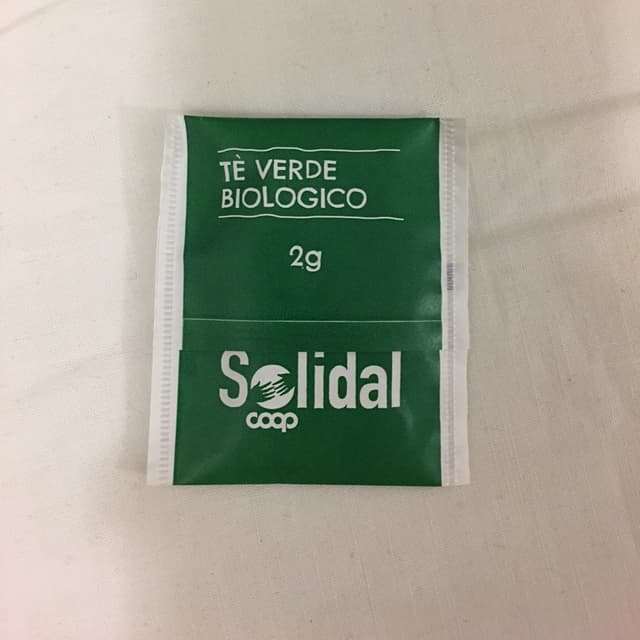 TÈ VERDE
BIOLOGICO
2g
Solidal
coop